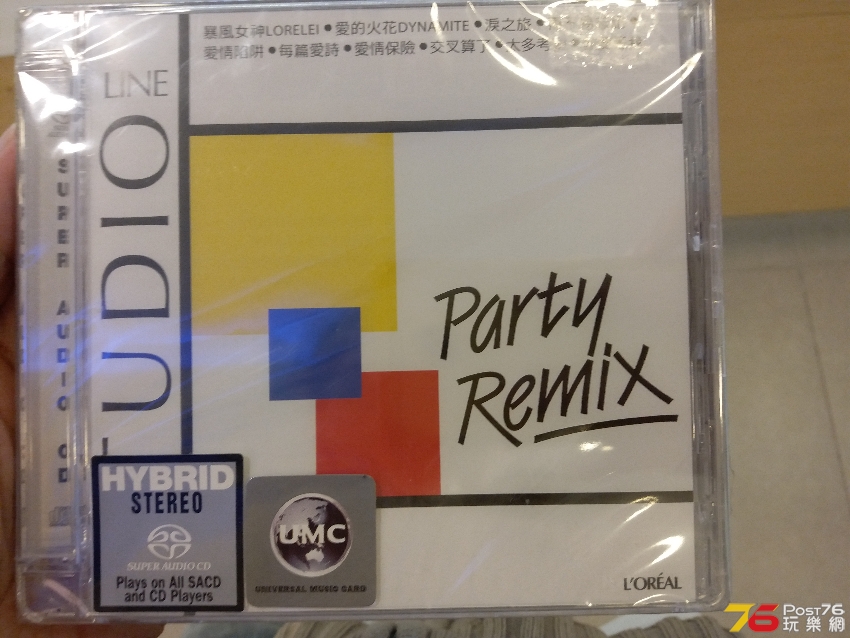 暴風女神LORELEI•愛的火花DYNAMITE•淚之旅•
愛情陷阱•每篇愛詩•愛情保險•交叉算了•太多考
LINE
TUDIO
SUPER AUDIO CD
Party
Remix
HYBRID
STEREO
SUPER AUDIO CD
Plays on All SACD
and CD Players
UMC
UNIVERSAL MUSIC CARD
L'ORÉAL
76 Post76
玩樂網